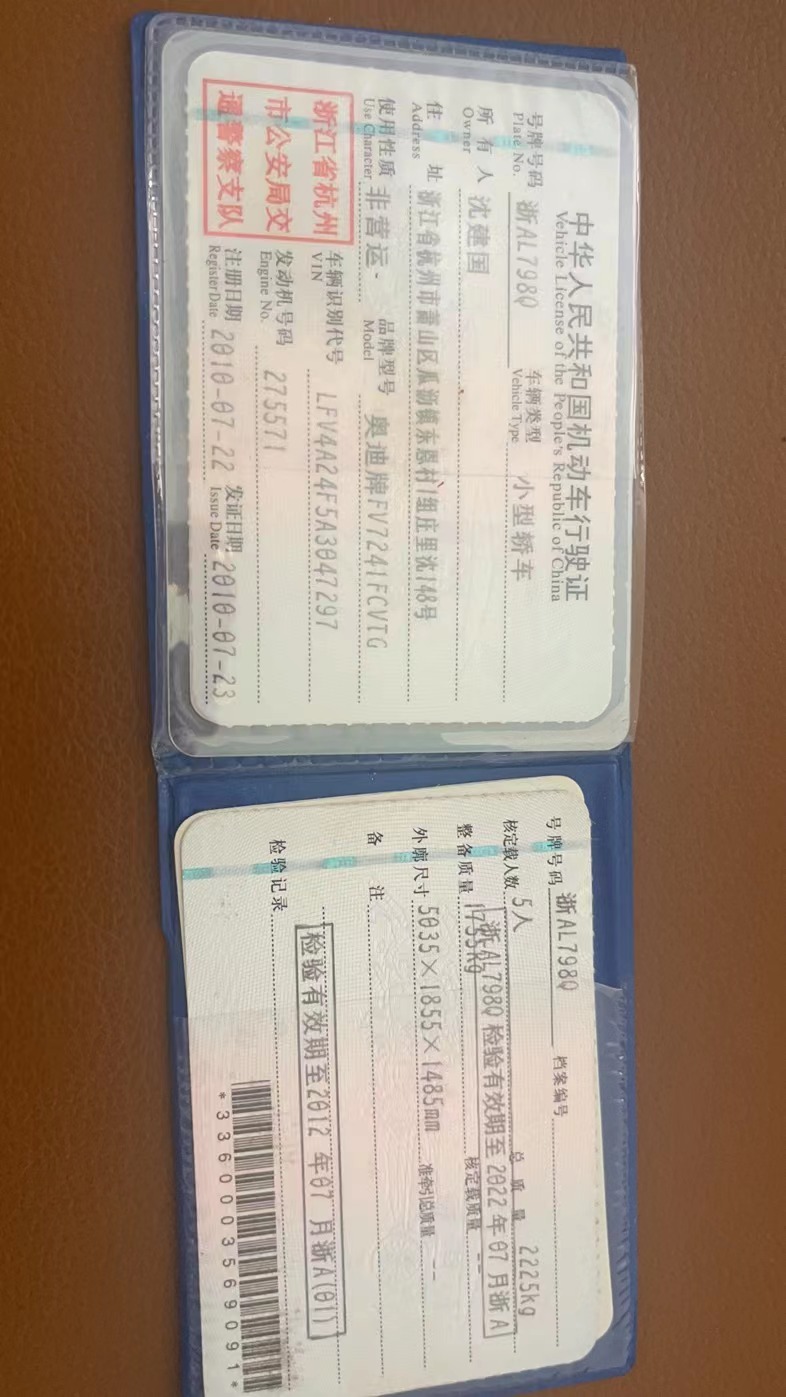 中华人民共和国机动车行驶证
Vehicle License of the People's Republic of China
号牌号码 浙AL798Q 车辆类型 小型轿车
Plate No. Vehicle Type
所有人 沈建国
Owner
住址 浙江省杭州市萧山区瓜沥镇东恩村1组庄里沈148号
Address
使用性质 非营运- 品牌型号 奥迪牌FV7241FCVTG
Use Character Model
浙江省杭州
市公安局交
通警察支队
车辆识别代号 LFV4A24F5A3047297
VIN
发动机号码 275571
Engine No.
注册日期 2010-07-22 发证日期 2010-07-23
Register Date Issue Date
号牌号码 浙AL798Q 档案编号
核定载人数 5人 总质量 2225kg
整备质量 1755kg 核定载质量 --
浙AL798Q 检验有效期至2022年07月浙A
外廓尺寸 5035×1855×1485mm 准牵引总质量 --
备注
检验有效期至2012年07月浙A(01)
检验记录
*3360003569091*